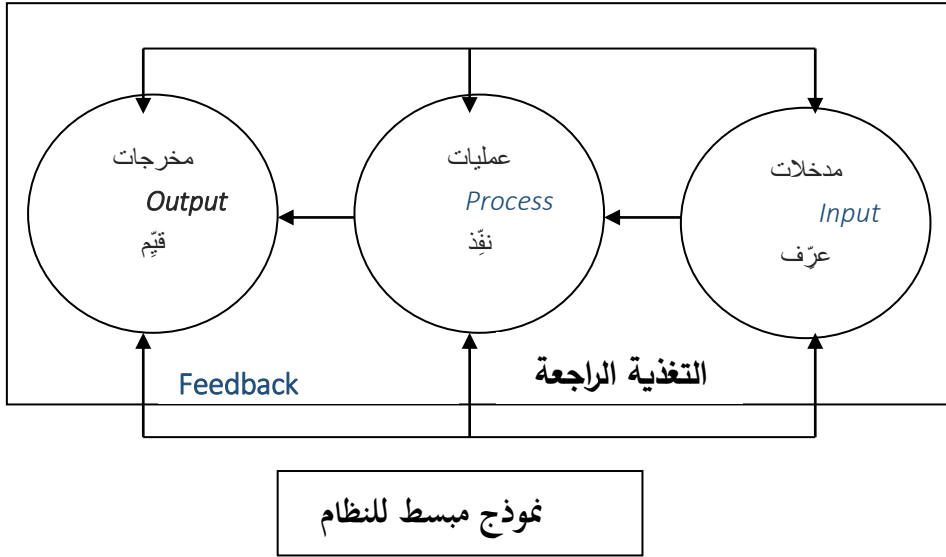 مدخلات
Input
عرِّف
عمليات
Process
نفِّذ
مخرجات
Output
قيِّم
التغذية الراجعة
Feedback
نموذج مبسط للنظام